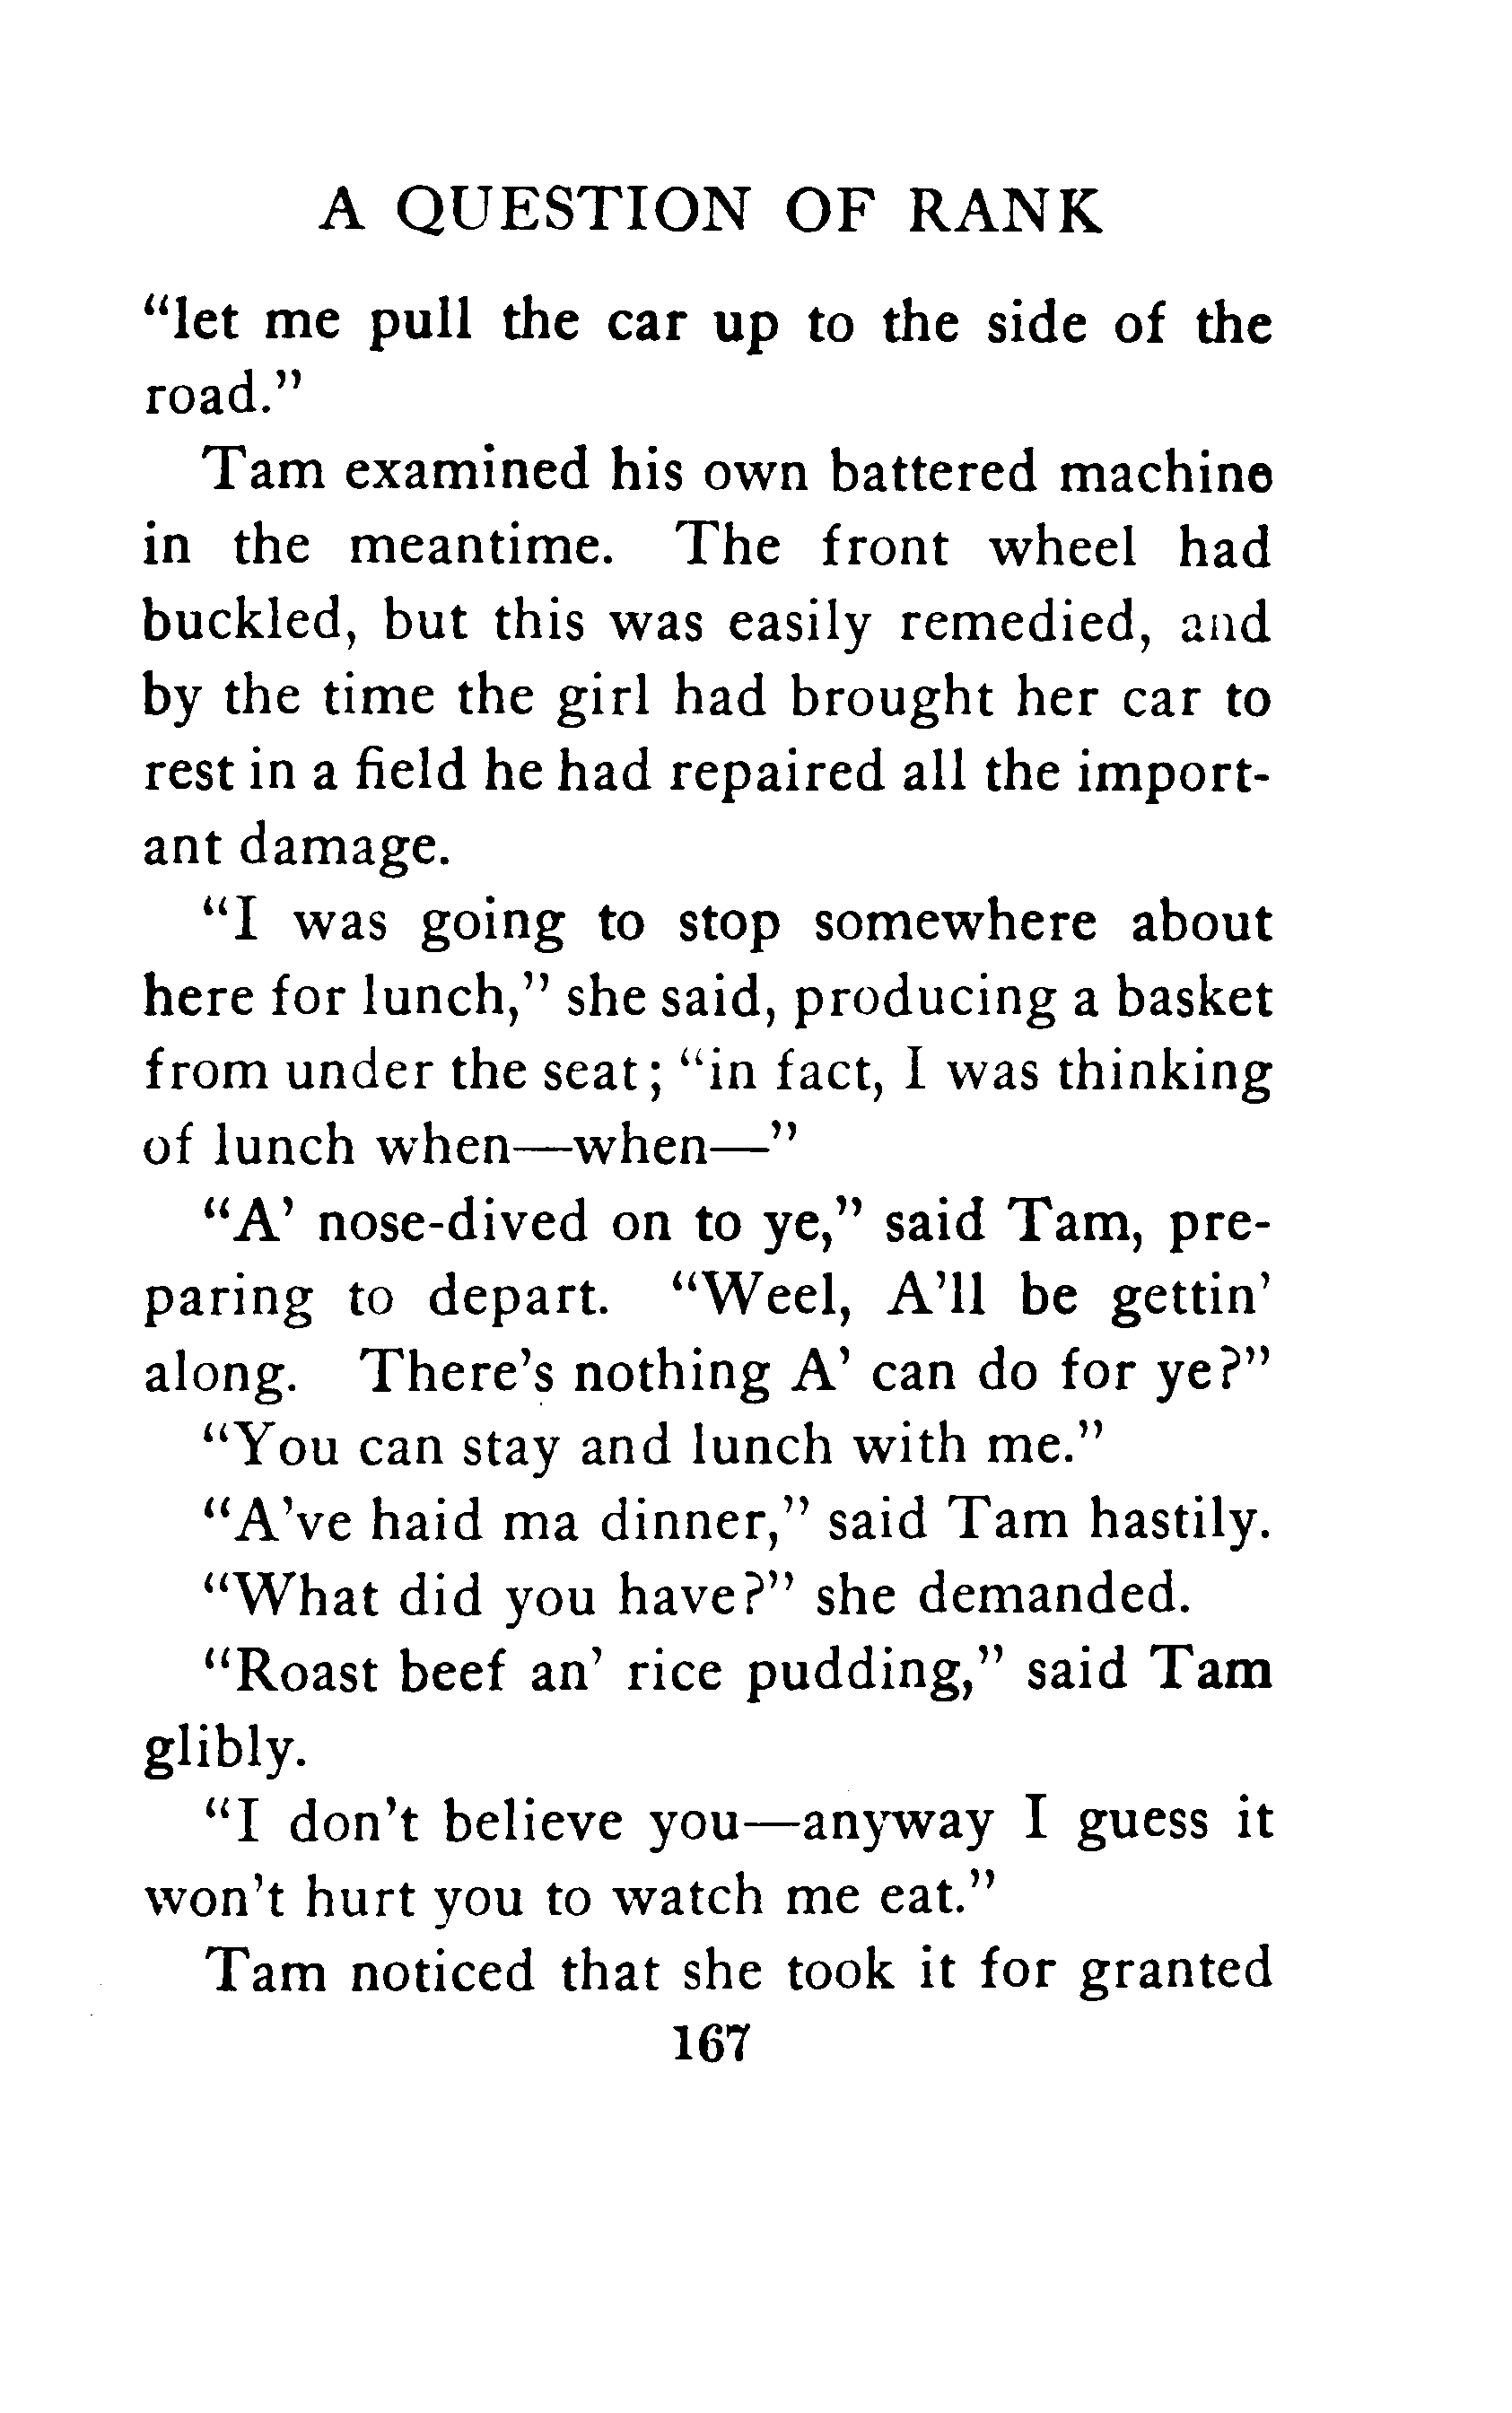 A QUESTION OF RANK
“let me pull the car up to the side of the
road.”
Tam examined his own battered machine
in the meantime. The front wheel had
buckled, but this was easily remedied, and
by the time the girl had brought her car to
rest in a field he had repaired all the import-
ant damage.
“I was going to stop somewhere about
here for lunch,” she said, producing a basket
from under the seat; “in fact, I was thinking
of lunch when—when—”
“A’ nose-dived on to ye,” said Tam, pre-
paring to depart. “Weel, A’ll be gettin’
along. There’s nothing A’ can do for ye?”
“You can stay and lunch with me.”
“A’ve haid ma dinner,” said Tam hastily.
“What did you have?” she demanded.
“Roast beef an’ rice pudding,” said Tam
glibly.
“I don’t believe you—anyway I guess it
won’t hurt you to watch me eat.”
Tam noticed that she took it for granted
167